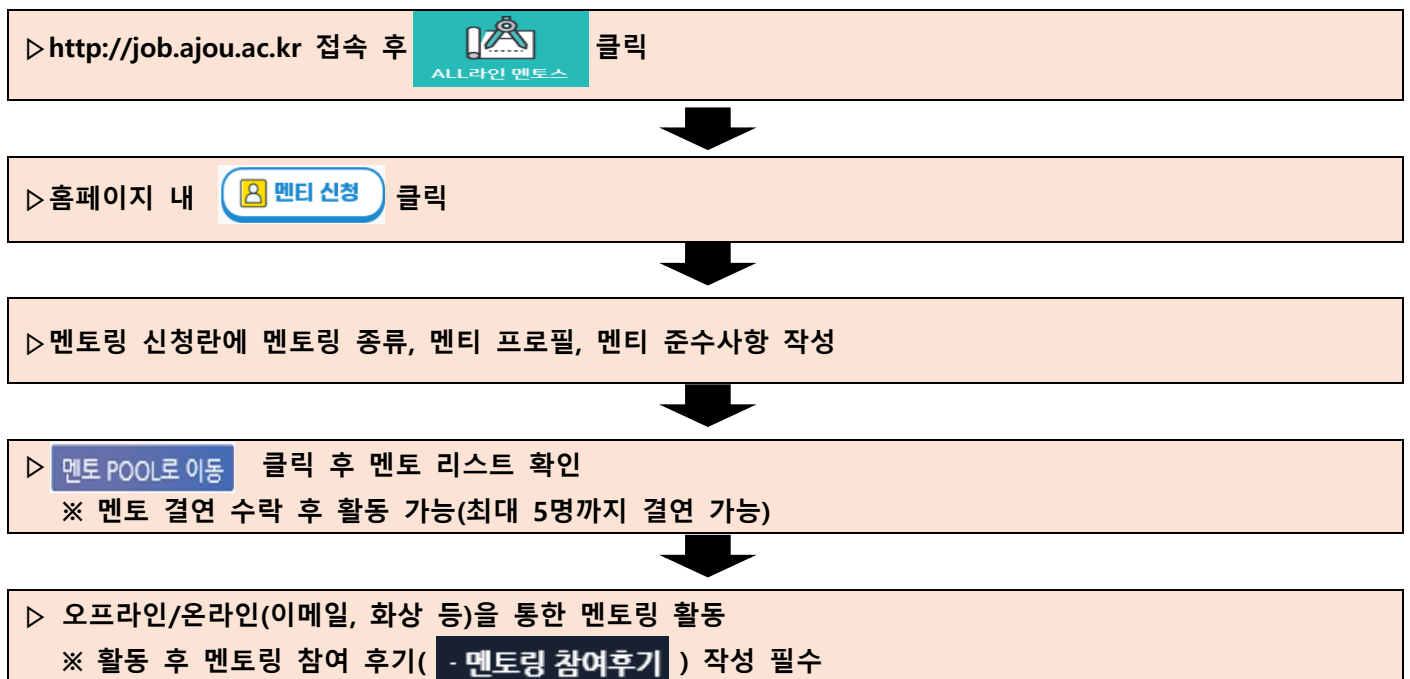 ▷http://job.ajou.ac.kr 접속 후 ALL라인 멘토스 클릭
▷홈페이지 내 멘티 신청 클릭
▷멘토링 신청란에 멘토링 종류, 멘티 프로필, 멘티 준수사항 작성
▷ 멘토 POOL로 이동 클릭 후 멘토 리스트 확인
※ 멘토 결연 수락 후 활동 가능(최대 5명까지 결연 가능)
▷ 오프라인/온라인(이메일, 화상 등)을 통한 멘토링 활동
※ 활동 후 멘토링 참여 후기( - 멘토링 참여후기 ) 작성 필수